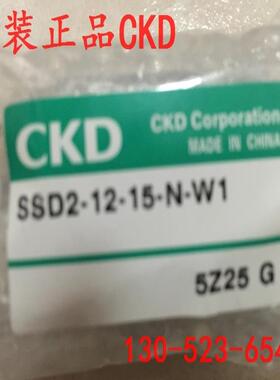 装正品CKD
CKD
CKD Corporation
MADE IN CHINA
SSD2-12-15-N-W1
5Z25 G
130-523-654